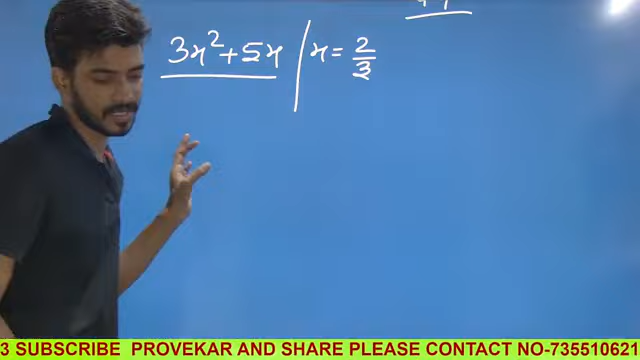 3x²+5x | x = 2/3
3 SUBSCRIBE PROVEKAR AND SHARE PLEASE CONTACT NO-735510621